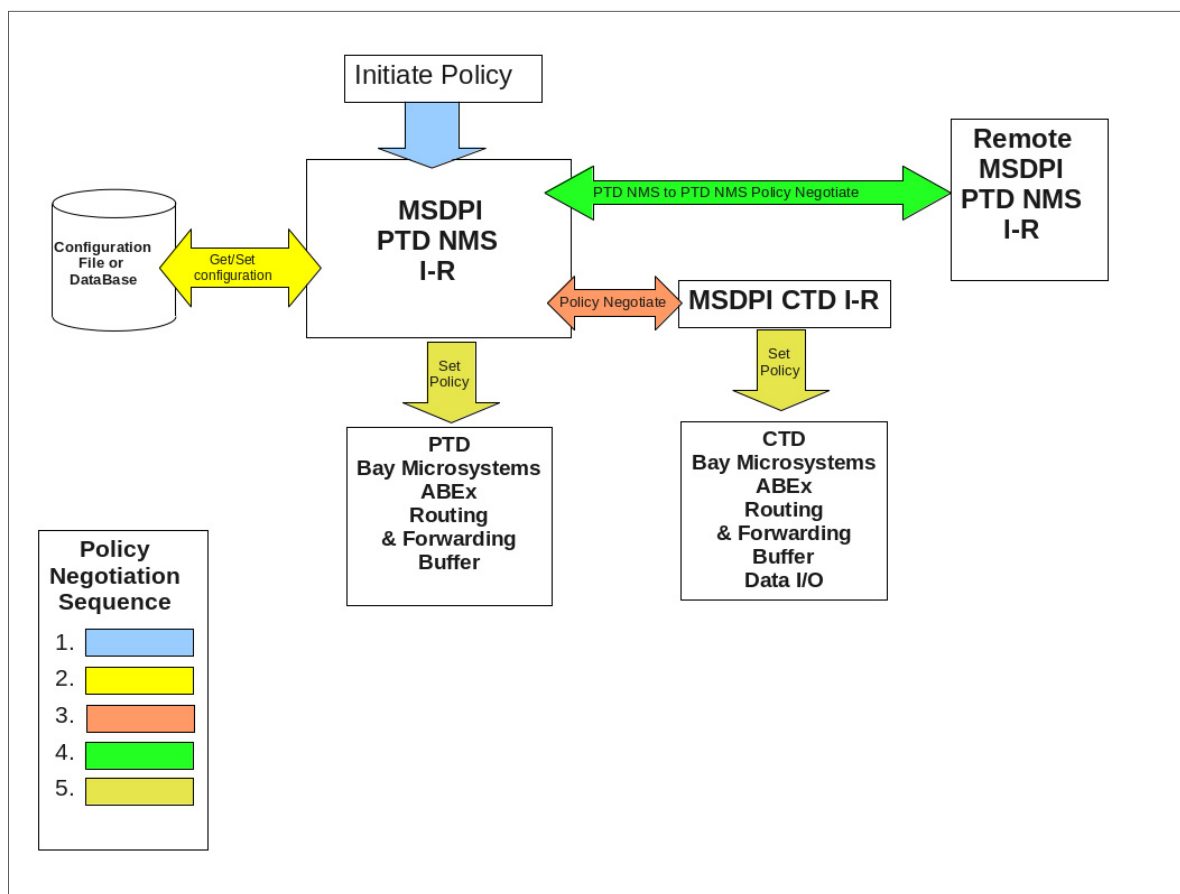 Initiate Policy
MSDPI
PTD NMS
I-R
PTD NMS to PTD NMS Policy Negotiate
Remote
MSDPI
PTD NMS
I-R
Configuration
File or
DataBase
Get/Set
configuration
Policy Negotiate
MSDPI CTD I-R
Set
Policy
Set
Policy
PTD
Bay Microsystems
ABEx
Routing
& Forwarding
Buffer
CTD
Bay Microsystems
ABEx
Routing
& Forwarding
Buffer
Data I/O
Policy
Negotiation
Sequence
1.
2.
3.
4.
5.